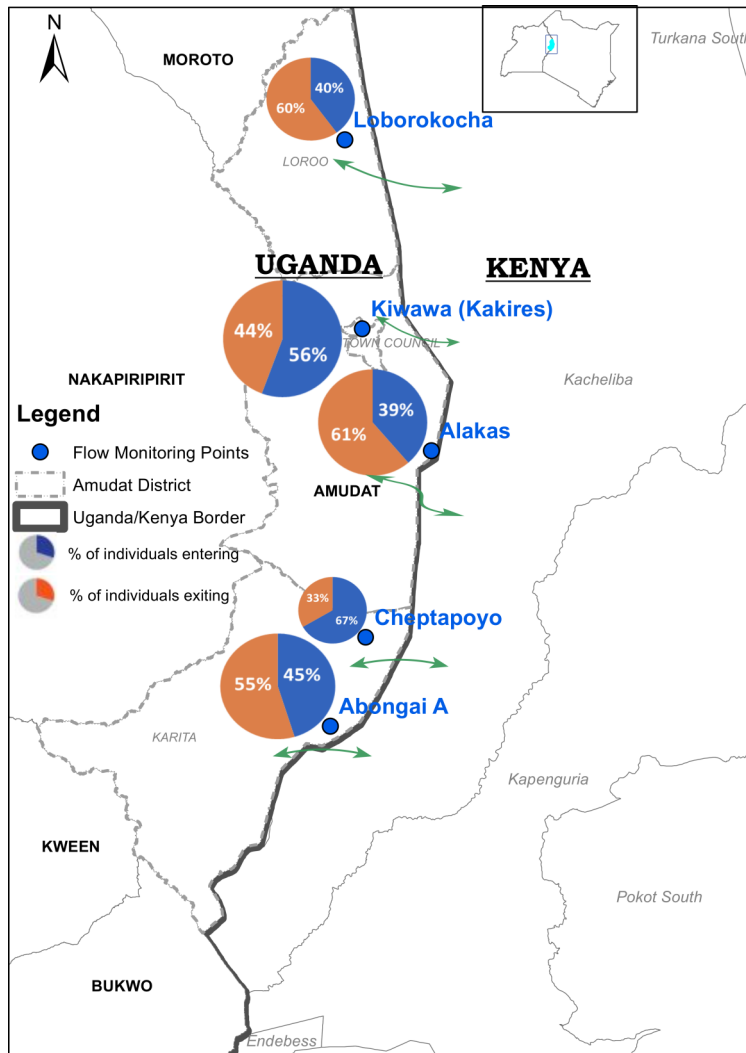 N
MOROTO
Turkana South
40%
60%
Loborokocha
LOROO
UGANDA
KENYA
Kiwawa (Kakires)
44%
56%
TOWN COUNCIL
NAKAPIRIPIRIT
Kacheliba
39%
61%
Alakas
AMUDAT
Legend
Flow Monitoring Points
Amudat District
Uganda/Kenya Border
% of individuals entering
% of individuals exiting
33%
67%
Cheptapoyo
55%
45%
Abongai A
KARITA
Kapenguria
KWEEN
Pokot South
BUKWO
Endebess